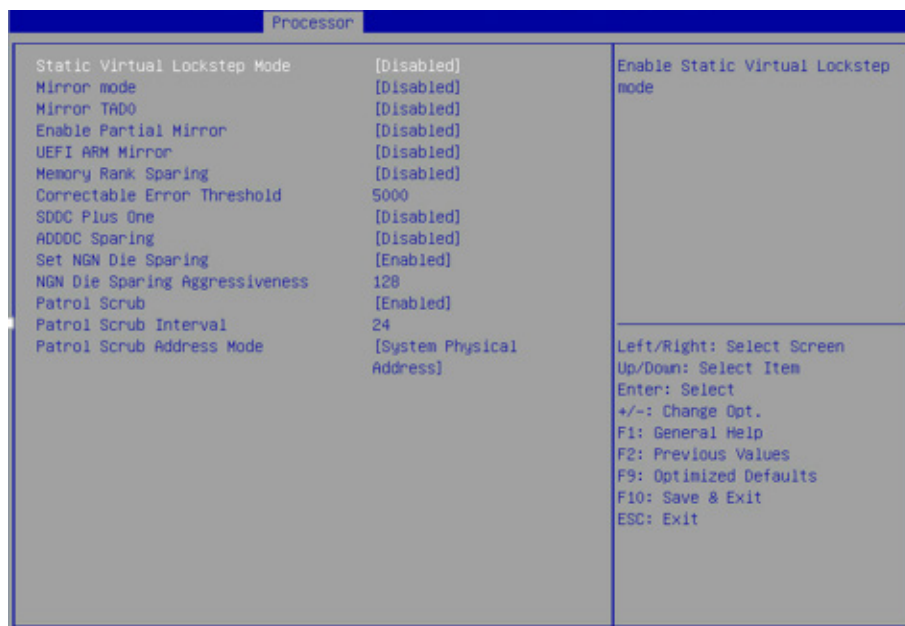 Processor
Static Virtual Lockstep Mode [Disabled]
Mirror mode [Disabled]
Mirror TAD0 [Disabled]
Enable Partial Mirror [Disabled]
UEFI ARM Mirror [Disabled]
Memory Rank Sparing [Disabled]
Correctable Error Threshold 5000
SDDC Plus One [Disabled]
ADDDC Sparing [Disabled]
Set NGN Die Sparing [Enabled]
NGN Die Sparing Aggressiveness 128
Patrol Scrub [Enabled]
Patrol Scrub Interval 24
Patrol Scrub Address Mode [System Physical
Address]
Enable Static Virtual Lockstep
mode
Left/Right: Select Screen
Up/Down: Select Item
Enter: Select
+/-: Change Opt.
F1: General Help
F2: Previous Values
F9: Optimized Defaults
F10: Save & Exit
ESC: Exit